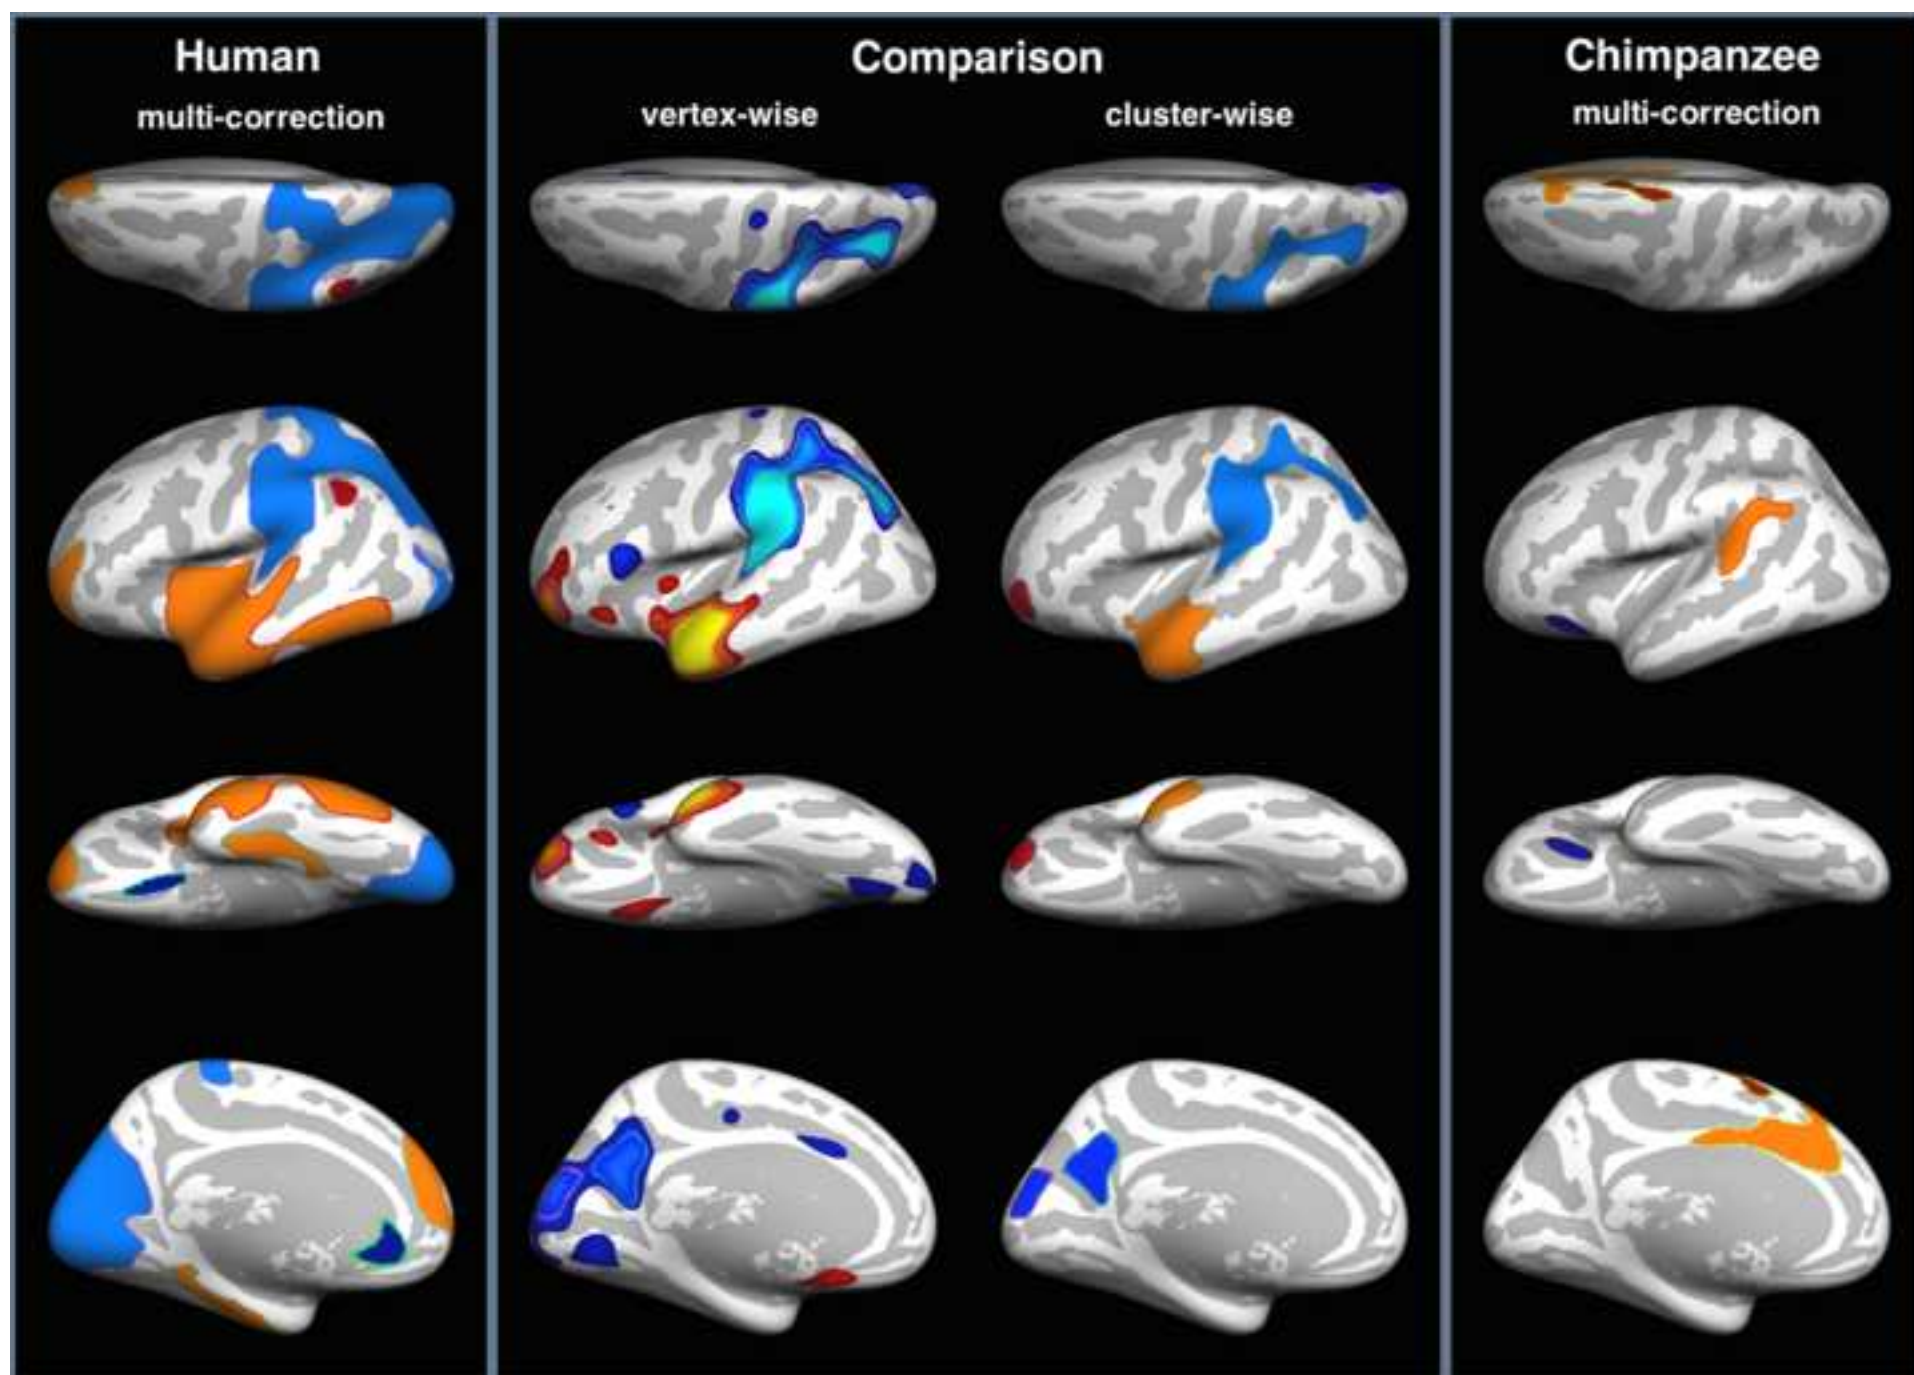 Human
multi-correction
Comparison
vertex-wise
cluster-wise
Chimpanzee
multi-correction